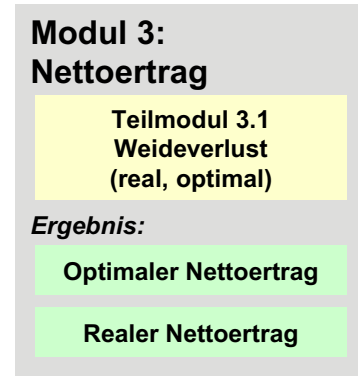 Modul 3:
Nettoertrag
Teilmodul 3.1
Weideverlust
(real, optimal)
Ergebnis:
Optimaler Nettoertrag
Realer Nettoertrag